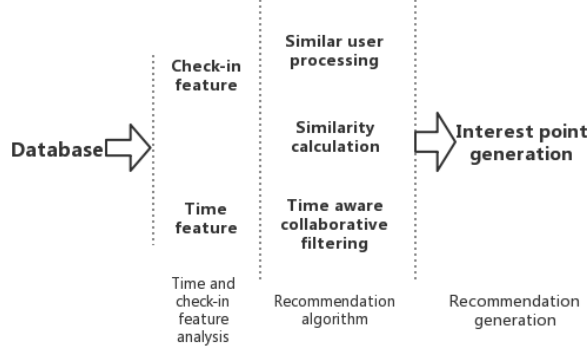 Database
Check-in
feature
Time
feature
Time and
check-in
feature
analysis
Similar user
processing
Similarity
calculation
Time aware
collaborative
filtering
Recommendation
algorithm
Interest point
generation
Recommendation
generation